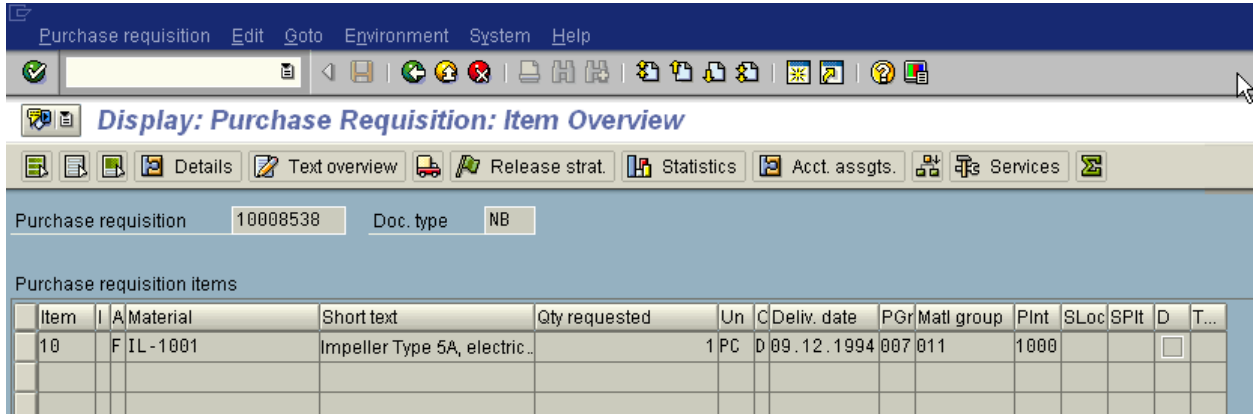 Purchase requisition Edit Goto Environment System Help
Display: Purchase Requisition: Item Overview
Details Text overview Release strat. Statistics Acct. assgts. Services
Purchase requisition 10008538 Doc. type NB
Purchase requisition items
Item I A Material Short text Qty requested Un C Deliv. date PGr Matl group Plnt SLoc SPlt D T...
10 F IL-1001 Impeller Type 5A, electric.. 1 PC D 09.12.1994 007 011 1000